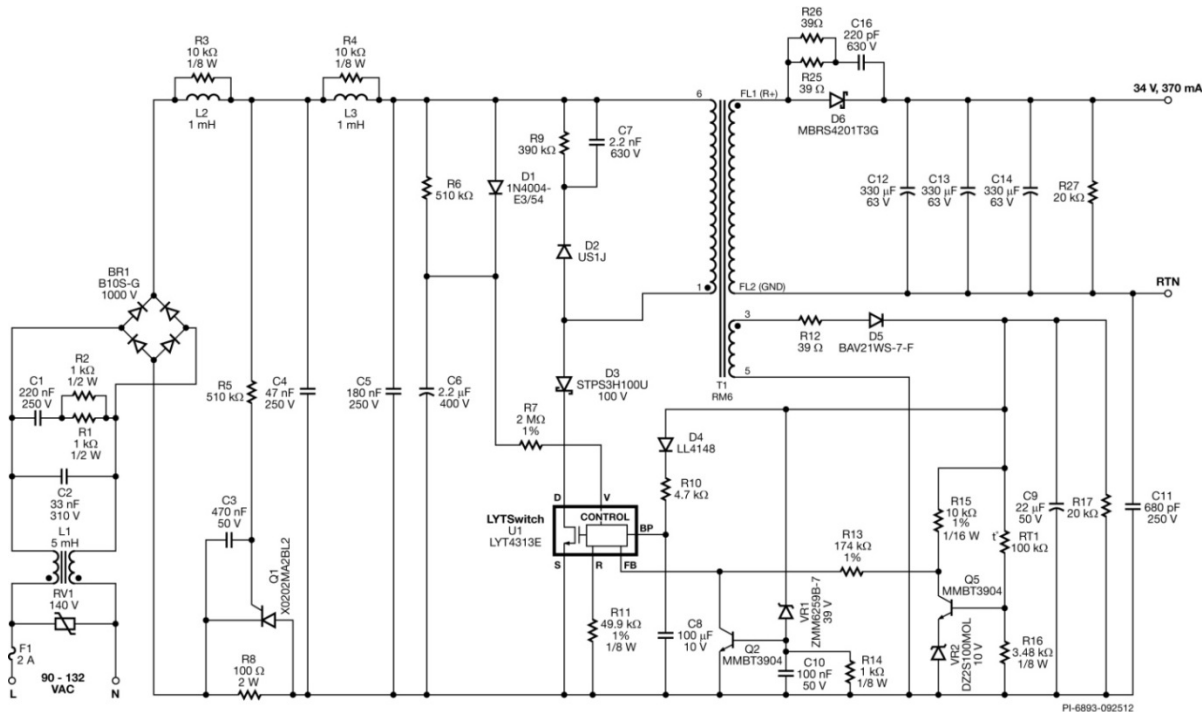 R3
10 kΩ
1/8 W
L2
1 mH
R4
10 kΩ
1/8 W
L3
1 mH
R26
39Ω
C16
220 pF
630 V
R25
39 Ω
D6
MBRS4201T3G
6
FL1 (R+)
34 V, 370 mA
R9
390 kΩ
C7
2.2 nF
630 V
R6
510 kΩ
D1
1N4004-
E3/54
C12
330 µF
63 V
C13
330 µF
63 V
C14
330 µF
63 V
R27
20 kΩ
D2
US1J
BR1
B10S-G
1000 V
1
FL2 (GND)
RTN
3
R12
39 Ω
D5
BAV21WS-7-F
5
T1
RM6
R2
1 kΩ
1/2 W
C1
220 nF
250 V
R1
1 kΩ
1/2 W
R5
510 kΩ
C4
47 nF
250 V
C5
180 nF
250 V
C6
2.2 µF
400 V
D3
STPS3H100U
100 V
R7
2 MΩ
1%
D4
LL4148
R10
4.7 kΩ
C2
33 nF
310 V
L1
5 mH
RV1
140 V
F1
2 A
L
90 - 132
VAC
N
C3
470 nF
50 V
Q1
X0202MA2BL2
R8
100 Ω
2 W
D
V
LYTSwitch
U1
LYT4313E
CONTROL
BP
S
R
FB
R11
49.9 kΩ
1%
1/8 W
C8
100 µF
10 V
R13
174 kΩ
1%
Q2
MMBT3904
VR1
ZMM6259B-7
39 V
C10
100 nF
50 V
R14
1 kΩ
1/8 W
R15
10 kΩ
1%
1/16 W
t°
RT1
100 kΩ
C9
22 µF
50 V
R17
20 kΩ
C11
680 pF
250 V
Q5
MMBT3904
VR2
DZ2S100MOL
10 V
R16
3.48 kΩ
1/8 W
PI-6893-092512